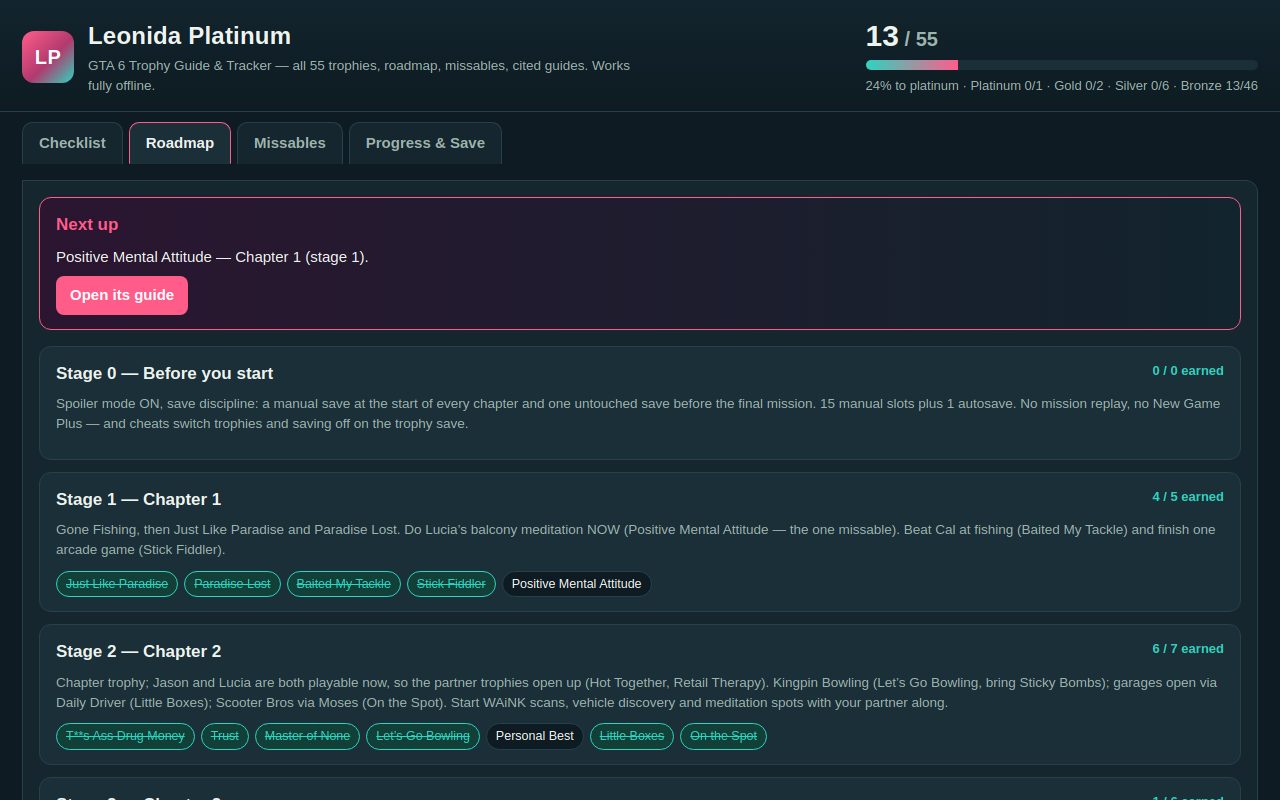 LP
Leonida Platinum
GTA 6 Trophy Guide & Tracker — all 55 trophies, roadmap, missables, cited guides. Works
fully offline.
13 / 55
24% to platinum · Platinum 0/1 · Gold 0/2 · Silver 0/6 · Bronze 13/46
Checklist
Roadmap
Missables
Progress & Save
Next up
Positive Mental Attitude — Chapter 1 (stage 1).
Open its guide
Stage 0 — Before you start
0 / 0 earned
Spoiler mode ON, save discipline: a manual save at the start of every chapter and one untouched save before the final mission. 15 manual slots plus 1 autosave. No mission replay, no New Game
Plus — and cheats switch trophies and saving off on the trophy save.
Stage 1 — Chapter 1
4 / 5 earned
Gone Fishing, then Just Like Paradise and Paradise Lost. Do Lucia's balcony meditation NOW (Positive Mental Attitude — the one missable). Beat Cal at fishing (Baited My Tackle) and finish one
arcade game (Stick Fiddler).
Just Like Paradise
Paradise Lost
Baited My Tackle
Stick Fiddler
Positive Mental Attitude
Stage 2 — Chapter 2
6 / 7 earned
Chapter trophy; Jason and Lucia are both playable now, so the partner trophies open up (Hot Together, Retail Therapy). Kingpin Bowling (Let's Go Bowling, bring Sticky Bombs); garages open via
Daily Driver (Little Boxes); Scooter Bros via Moses (On the Spot). Start WAiNK scans, vehicle discovery and meditation spots with your partner along.
T**s Ass Drug Money
Trust
Master of None
Let's Go Bowling
Personal Best
Little Boxes
On the Spot